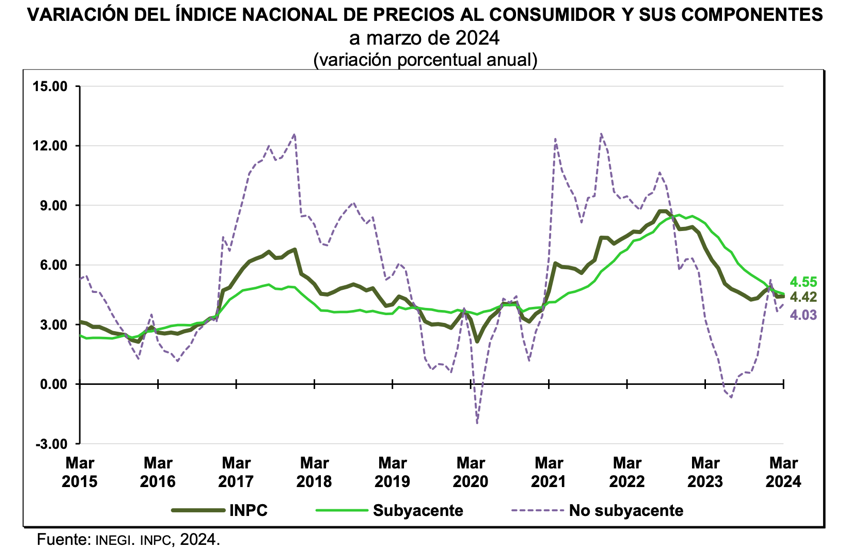 VARIACIÓN DEL ÍNDICE NACIONAL DE PRECIOS AL CONSUMIDOR Y SUS COMPONENTES
a marzo de 2024
(variación porcentual anual)
15.00
12.00
9.00
6.00
3.00
0.00
-3.00
4.55
4.42
4.03
Mar Mar Mar Mar Mar Mar Mar Mar Mar Mar
2015 2016 2017 2018 2019 2020 2021 2022 2023 2024
INPC Subyacente No subyacente
Fuente: INEGI. INPC, 2024.